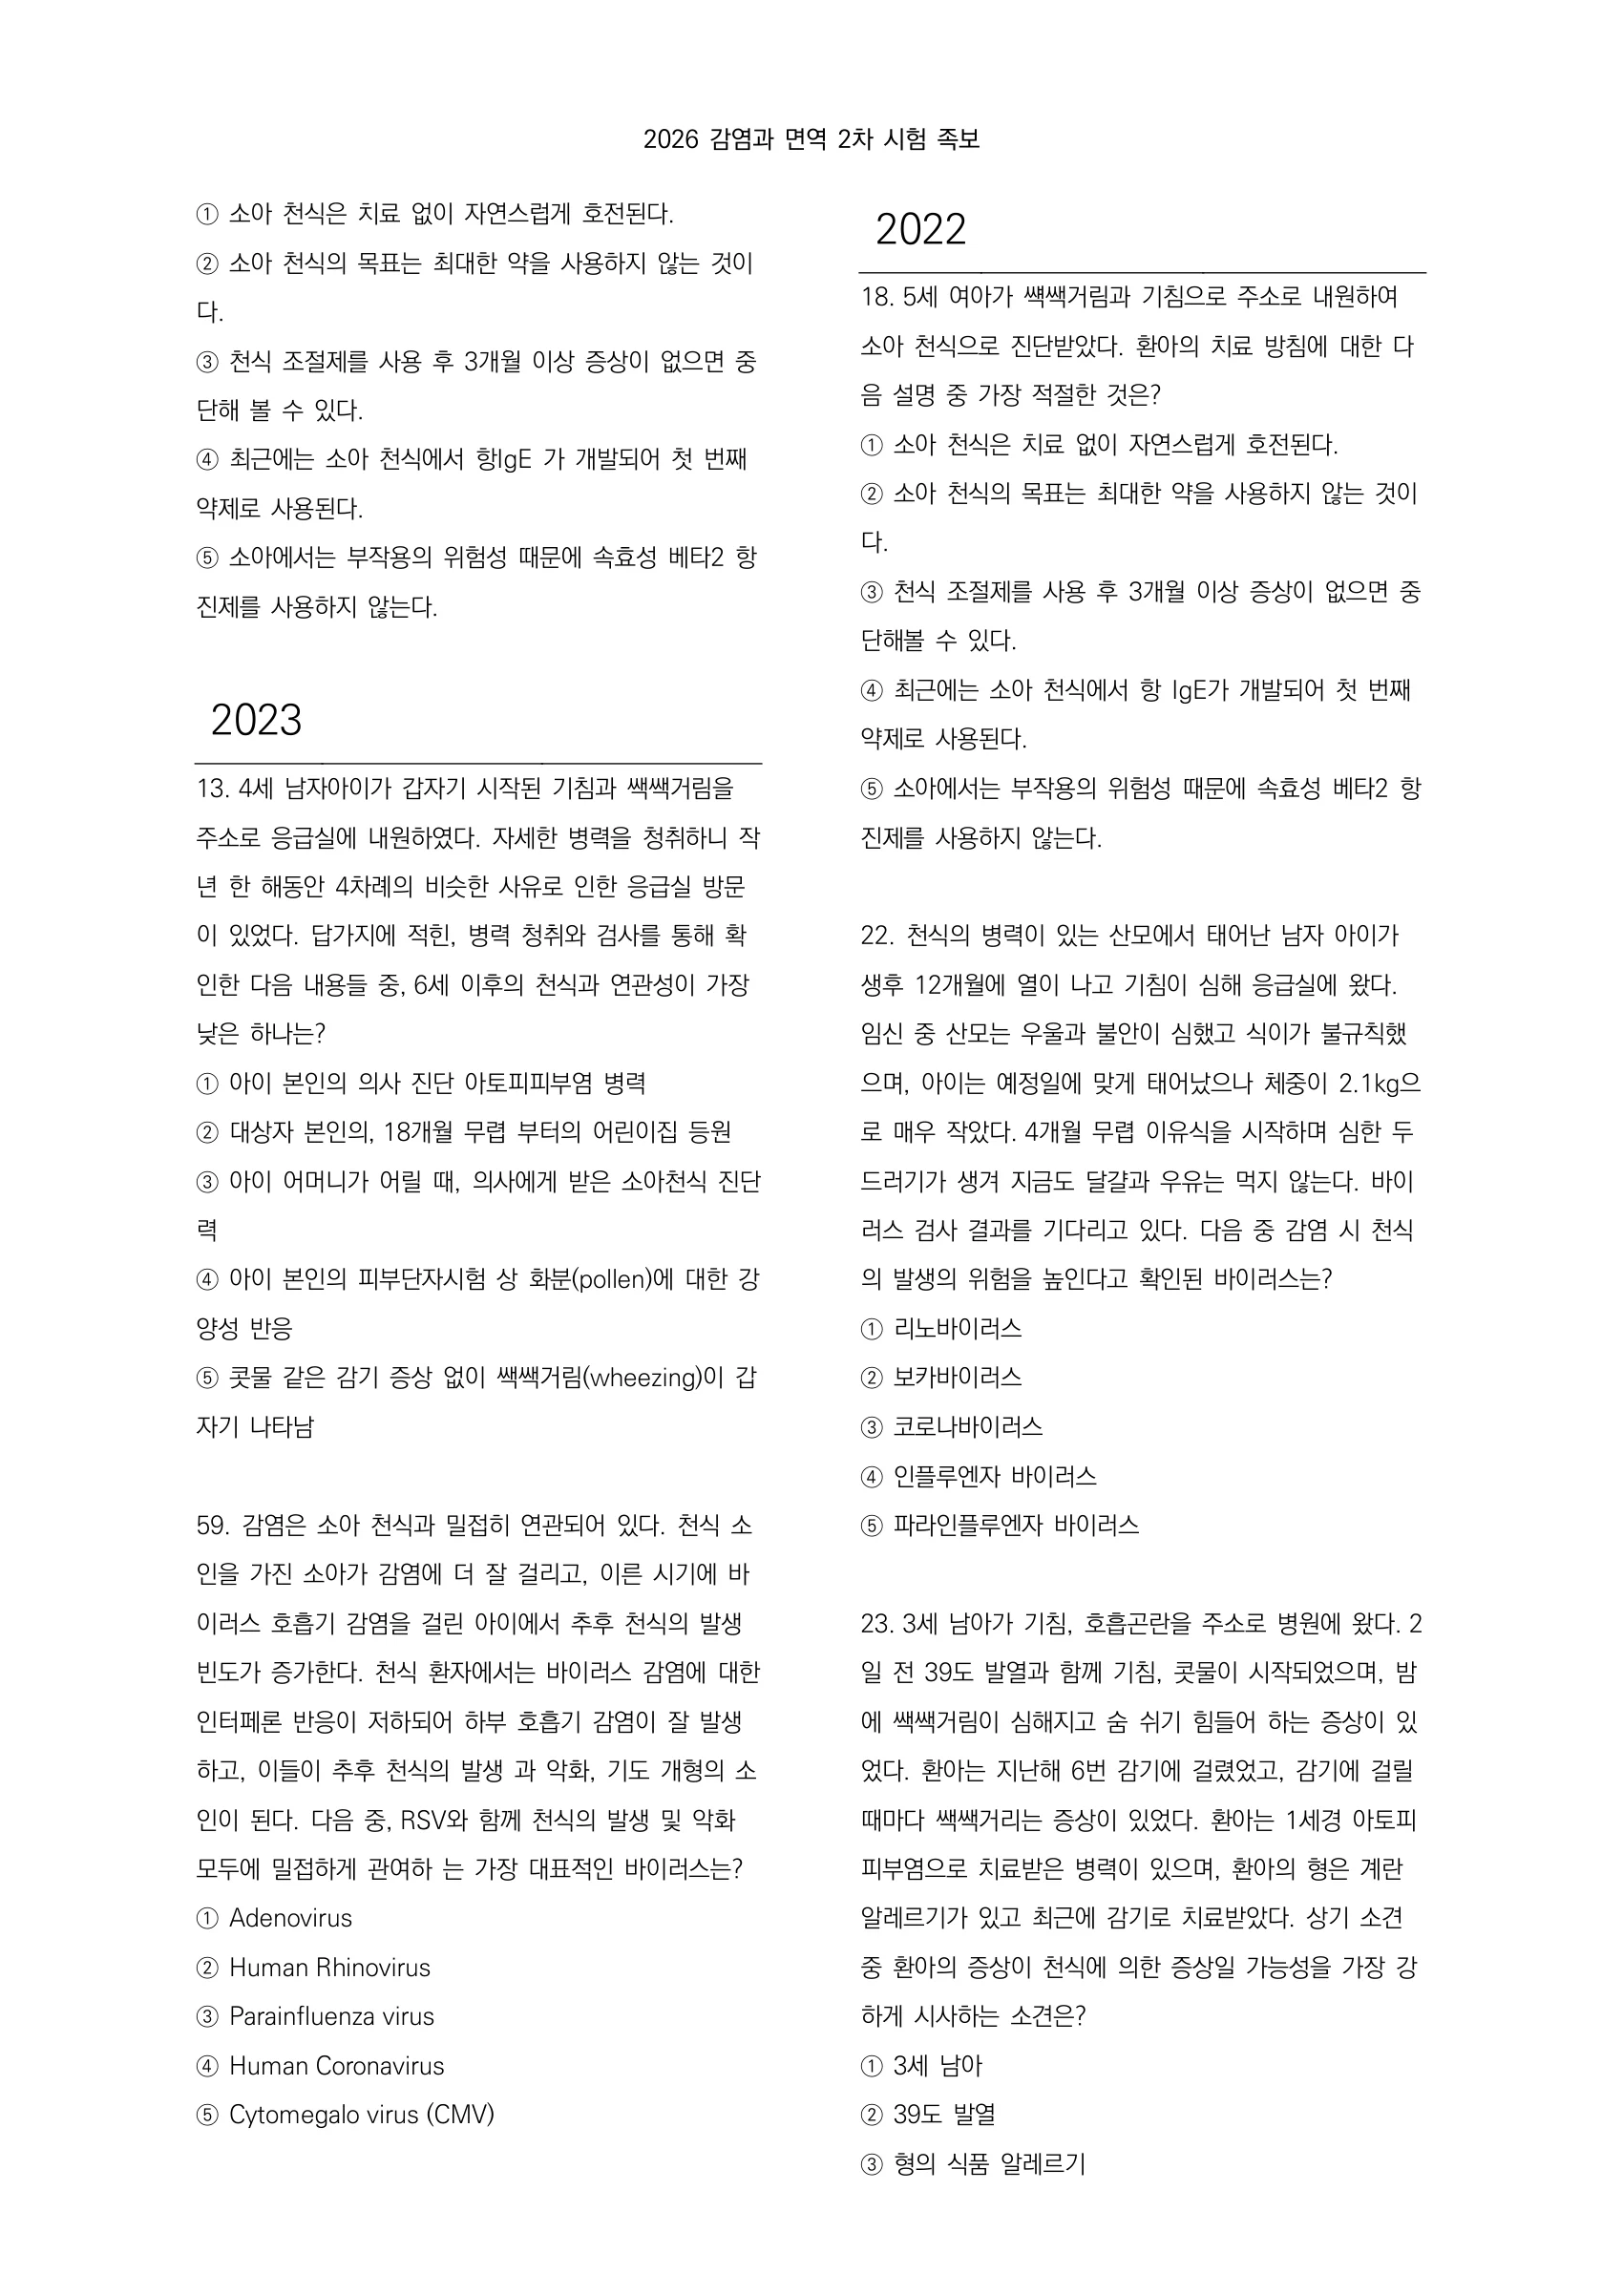 2026 감염과 면역 2차 시험 족보
① 소아 천식은 치료 없이 자연스럽게 호전된다.
② 소아 천식의 목표는 최대한 약을 사용하지 않는 것이
다.
③ 천식 조절제를 사용 후 3개월 이상 증상이 없으면 중
단해 볼 수 있다.
④ 최근에는 소아 천식에서 항IgE 가 개발되어 첫 번째
약제로 사용된다.
⑤ 소아에서는 부작용의 위험성 때문에 속효성 베타2 항
진제를 사용하지 않는다.
2023
13. 4세 남자아이가 갑자기 시작된 기침과 쌕쌕거림을
주소로 응급실에 내원하였다. 자세한 병력을 청취하니 작
년 한 해동안 4차례의 비슷한 사유로 인한 응급실 방문
이 있었다. 답가지에 적힌, 병력 청취와 검사를 통해 확
인한 다음 내용들 중, 6세 이후의 천식과 연관성이 가장
낮은 하나는?
① 아이 본인의 의사 진단 아토피피부염 병력
② 대상자 본인의, 18개월 무렵 부터의 어린이집 등원
③ 아이 어머니가 어릴 때, 의사에게 받은 소아천식 진단
력
④ 아이 본인의 피부단자시험 상 화분(pollen)에 대한 강
양성 반응
⑤ 콧물 같은 감기 증상 없이 쌕쌕거림(wheezing)이 갑
자기 나타남
59. 감염은 소아 천식과 밀접히 연관되어 있다. 천식 소
인을 가진 소아가 감염에 더 잘 걸리고, 이른 시기에 바
이러스 호흡기 감염을 걸린 아이에서 추후 천식의 발생
빈도가 증가한다. 천식 환자에서는 바이러스 감염에 대한
인터페론 반응이 저하되어 하부 호흡기 감염이 잘 발생
하고, 이들이 추후 천식의 발생 과 악화, 기도 개형의 소
인이 된다. 다음 중, RSV와 함께 천식의 발생 및 악화
모두에 밀접하게 관여하 는 가장 대표적인 바이러스는?
① Adenovirus
② Human Rhinovirus
③ Parainfluenza virus
④ Human Coronavirus
⑤ Cytomegalo virus (CMV)
2022
18. 5세 여아가 썍쌕거림과 기침으로 주소로 내원하여
소아 천식으로 진단받았다. 환아의 치료 방침에 대한 다
음 설명 중 가장 적절한 것은?
① 소아 천식은 치료 없이 자연스럽게 호전된다.
② 소아 천식의 목표는 최대한 약을 사용하지 않는 것이
다.
③ 천식 조절제를 사용 후 3개월 이상 증상이 없으면 중
단해볼 수 있다.
④ 최근에는 소아 천식에서 항 IgE가 개발되어 첫 번째
약제로 사용된다.
⑤ 소아에서는 부작용의 위험성 때문에 속효성 베타2 항
진제를 사용하지 않는다.
22. 천식의 병력이 있는 산모에서 태어난 남자 아이가
생후 12개월에 열이 나고 기침이 심해 응급실에 왔다.
임신 중 산모는 우울과 불안이 심했고 식이가 불규칙했
으며, 아이는 예정일에 맞게 태어났으나 체중이 2.1kg으
로 매우 작았다. 4개월 무렵 이유식을 시작하며 심한 두
드러기가 생겨 지금도 달걀과 우유는 먹지 않는다. 바이
러스 검사 결과를 기다리고 있다. 다음 중 감염 시 천식
의 발생의 위험을 높인다고 확인된 바이러스는?
① 리노바이러스
② 보카바이러스
③ 코로나바이러스
④ 인플루엔자 바이러스
⑤ 파라인플루엔자 바이러스
23. 3세 남아가 기침, 호흡곤란을 주소로 병원에 왔다. 2
일 전 39도 발열과 함께 기침, 콧물이 시작되었으며, 밤
에 쌕쌕거림이 심해지고 숨 쉬기 힘들어 하는 증상이 있
었다. 환아는 지난해 6번 감기에 걸렸었고, 감기에 걸릴
때마다 쌕쌕거리는 증상이 있었다. 환아는 1세경 아토피
피부염으로 치료받은 병력이 있으며, 환아의 형은 계란
알레르기가 있고 최근에 감기로 치료받았다. 상기 소견
중 환아의 증상이 천식에 의한 증상일 가능성을 가장 강
하게 시사하는 소견은?
① 3세 남아
② 39도 발열
③ 형의 식품 알레르기